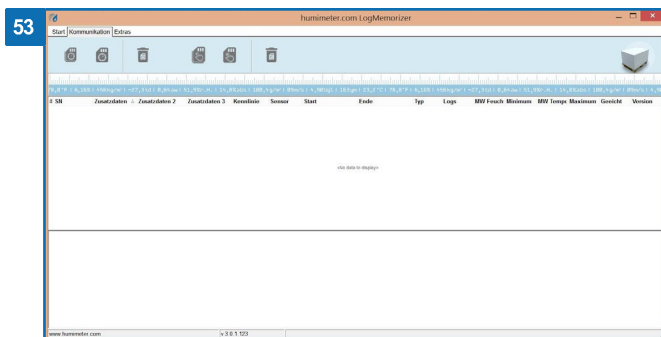 53
humimeter.com LogMemorizer
Start Kommunikation Extras
SN Zusatzdaten Zusatzdaten 2 Zusatzdaten 3 Kennlinie Sensor Start Ende Typ Logs MW Feuch Minimum MW Tempe Maximum Geeicht Version
<No data to display>
www.humimeter.com v 3.0.1.123